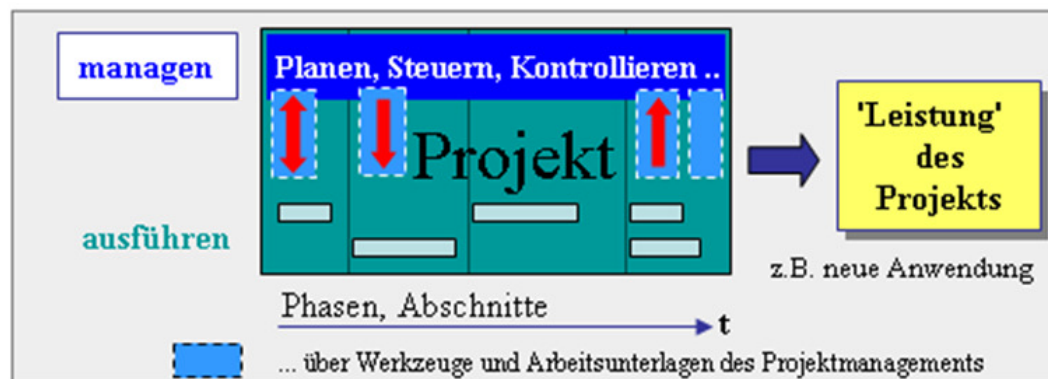 managen
Planen, Steuern, Kontrollieren ..
Projekt
ausführen
'Leistung'
des
Projekts
z.B. neue Anwendung
Phasen, Abschnitte
t
... über Werkzeuge und Arbeitsunterlagen des Projektmanagements